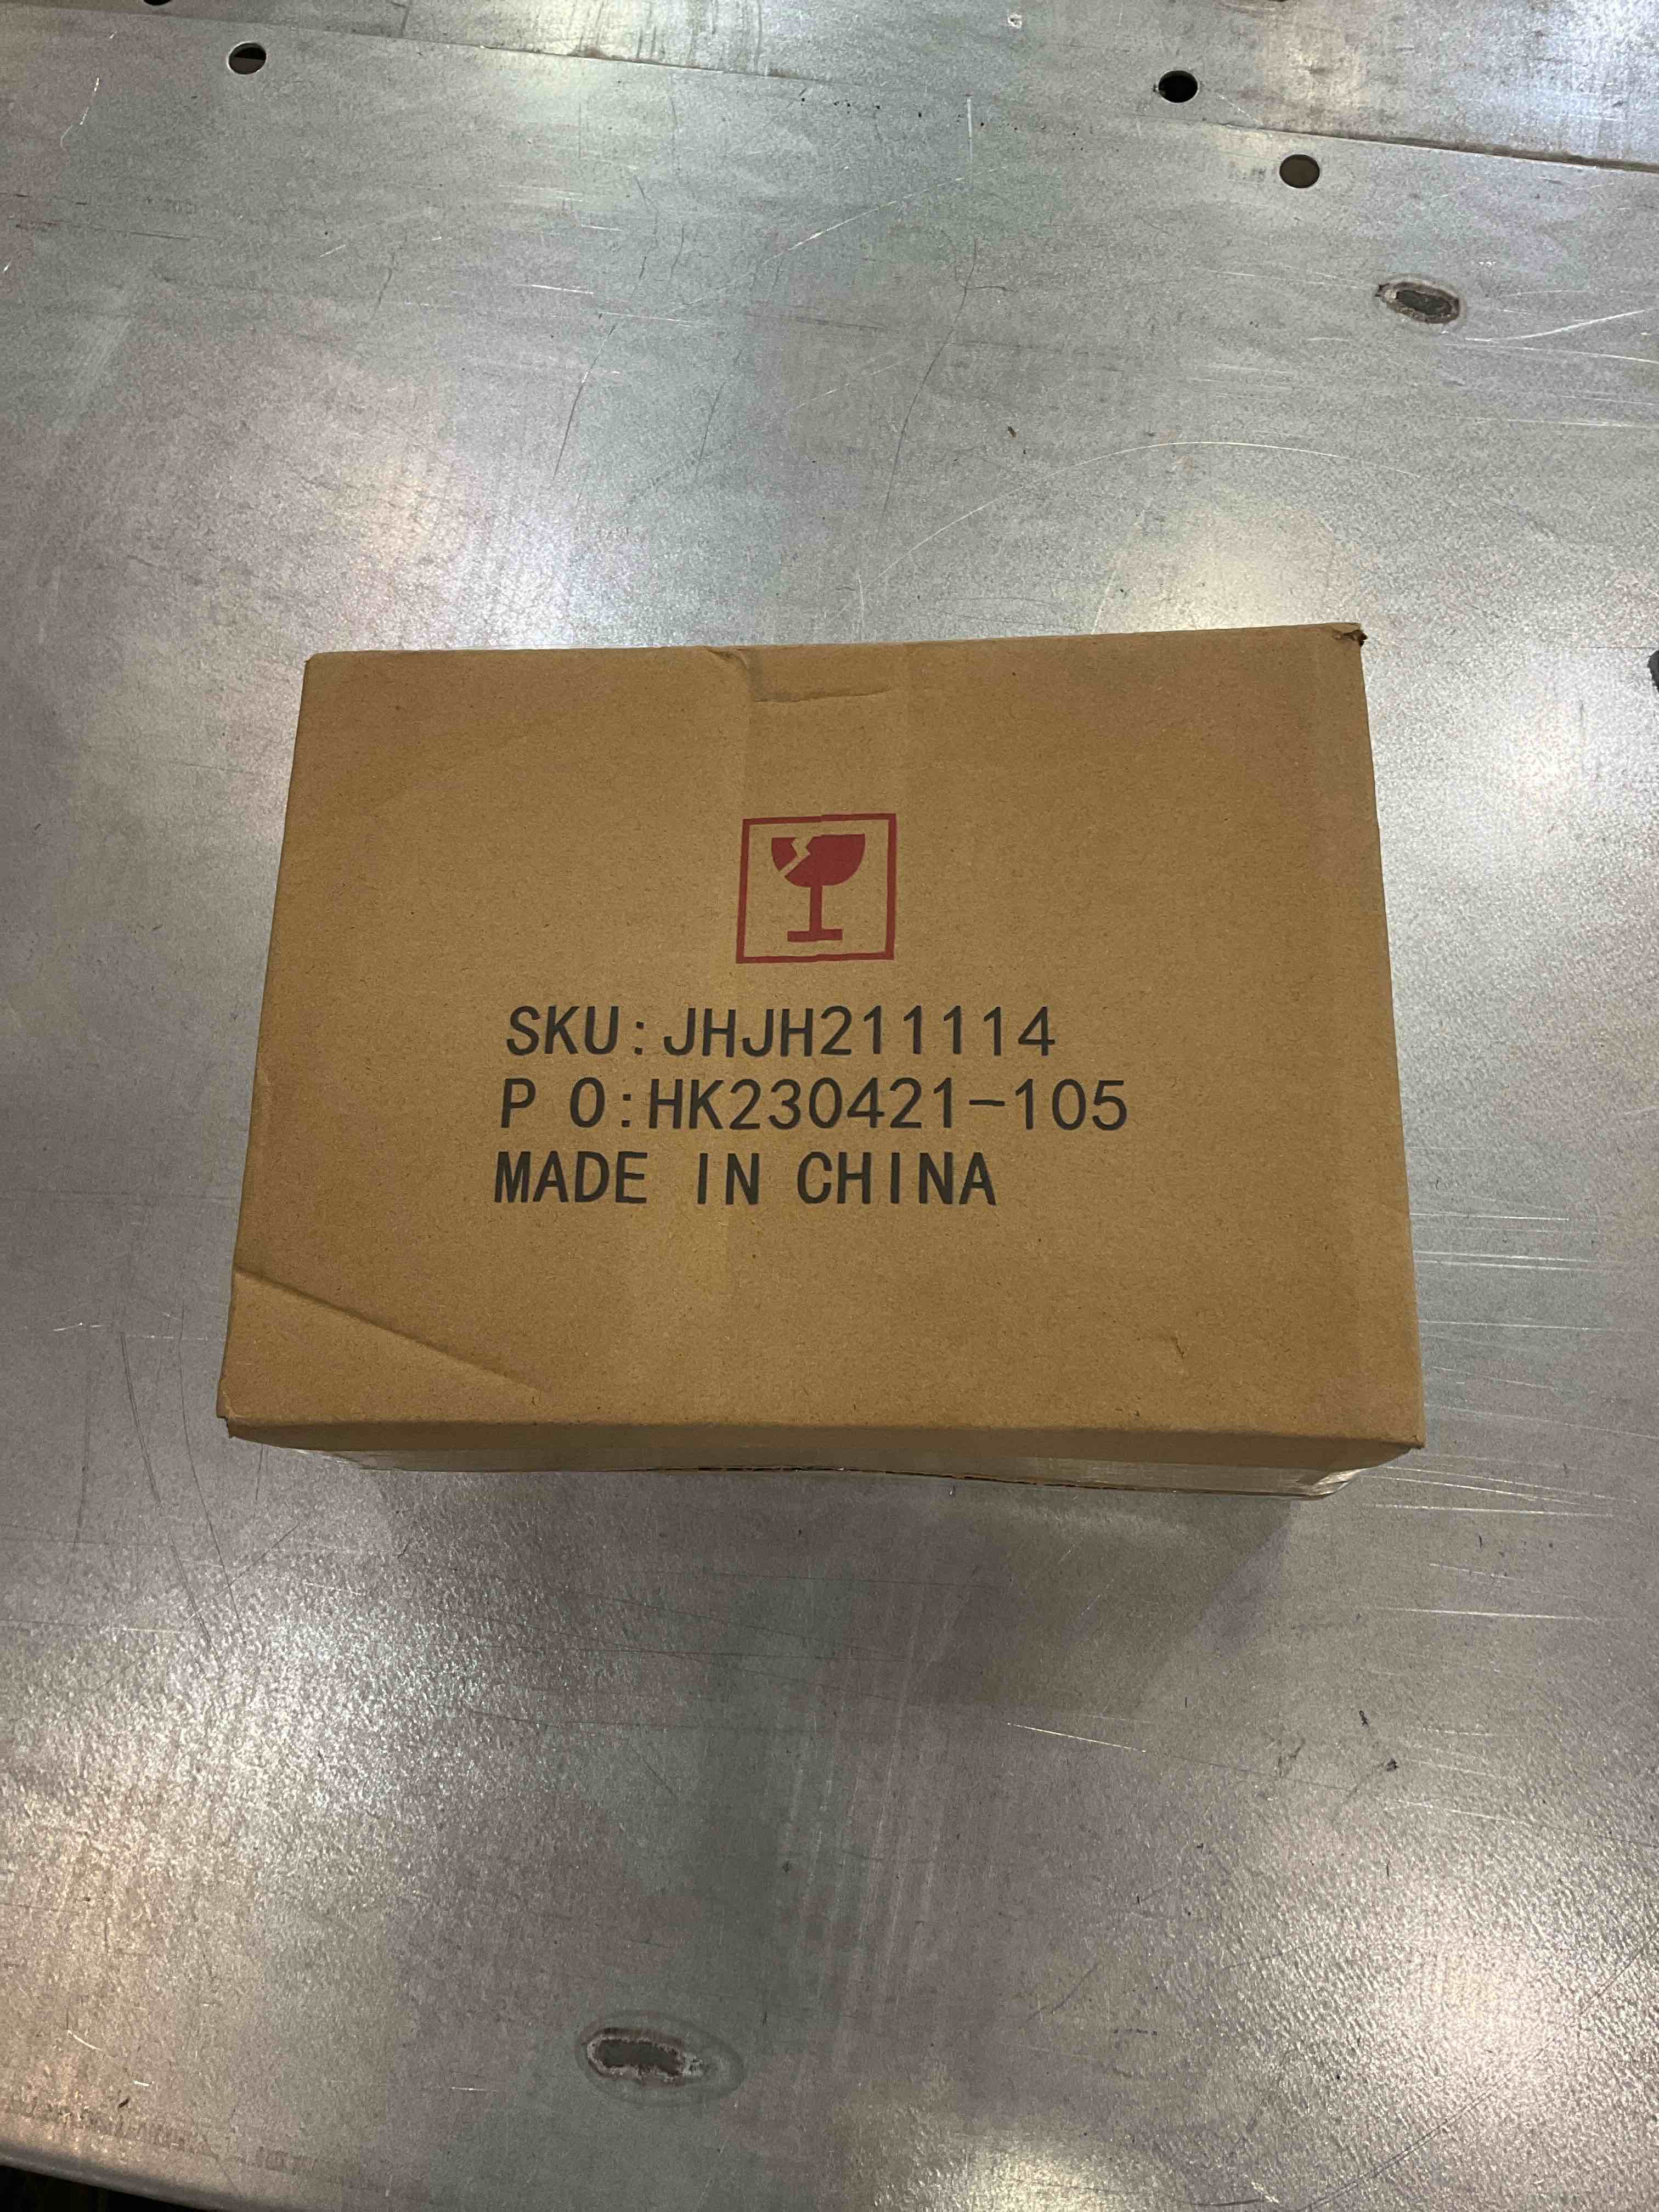 SKU:JHJH211114
P O:HK230421-105
MADE IN CHINA